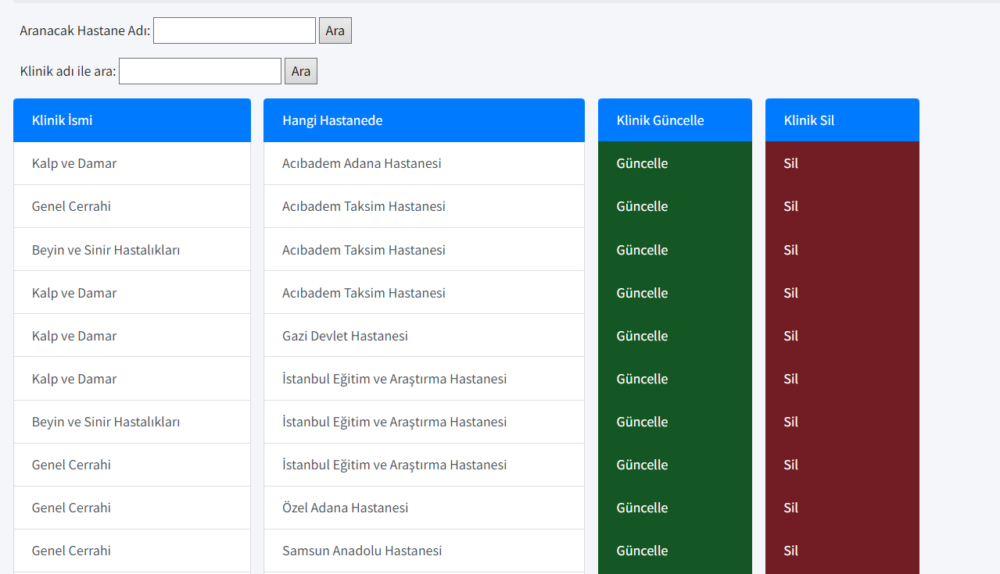 Aranacak Hastane Adı: Ara
Klinik adı ile ara: Ara
Klinik İsmi Hangi Hastanede Klinik Güncelle Klinik Sil
Kalp ve Damar Acıbadem Adana Hastanesi Güncelle Sil
Genel Cerrahi Acıbadem Taksim Hastanesi Güncelle Sil
Beyin ve Sinir Hastalıkları Acıbadem Taksim Hastanesi Güncelle Sil
Kalp ve Damar Acıbadem Taksim Hastanesi Güncelle Sil
Kalp ve Damar Gazi Devlet Hastanesi Güncelle Sil
Kalp ve Damar İstanbul Eğitim ve Araştırma Hastanesi Güncelle Sil
Beyin ve Sinir Hastalıkları İstanbul Eğitim ve Araştırma Hastanesi Güncelle Sil
Genel Cerrahi İstanbul Eğitim ve Araştırma Hastanesi Güncelle Sil
Genel Cerrahi Özel Adana Hastanesi Güncelle Sil
Genel Cerrahi Samsun Anadolu Hastanesi Güncelle Sil